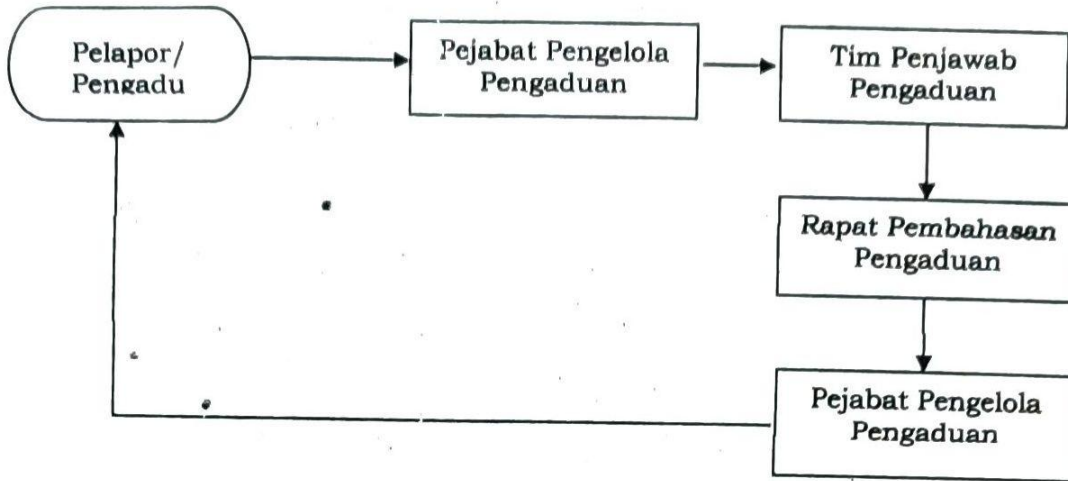 Pelapor/
Pengadu
Pejabat Pengelola
Pengaduan
Tim Penjawab
Pengaduan
Rapat Pembahasan
Pengaduan
Pejabat Pengelola
Pengaduan